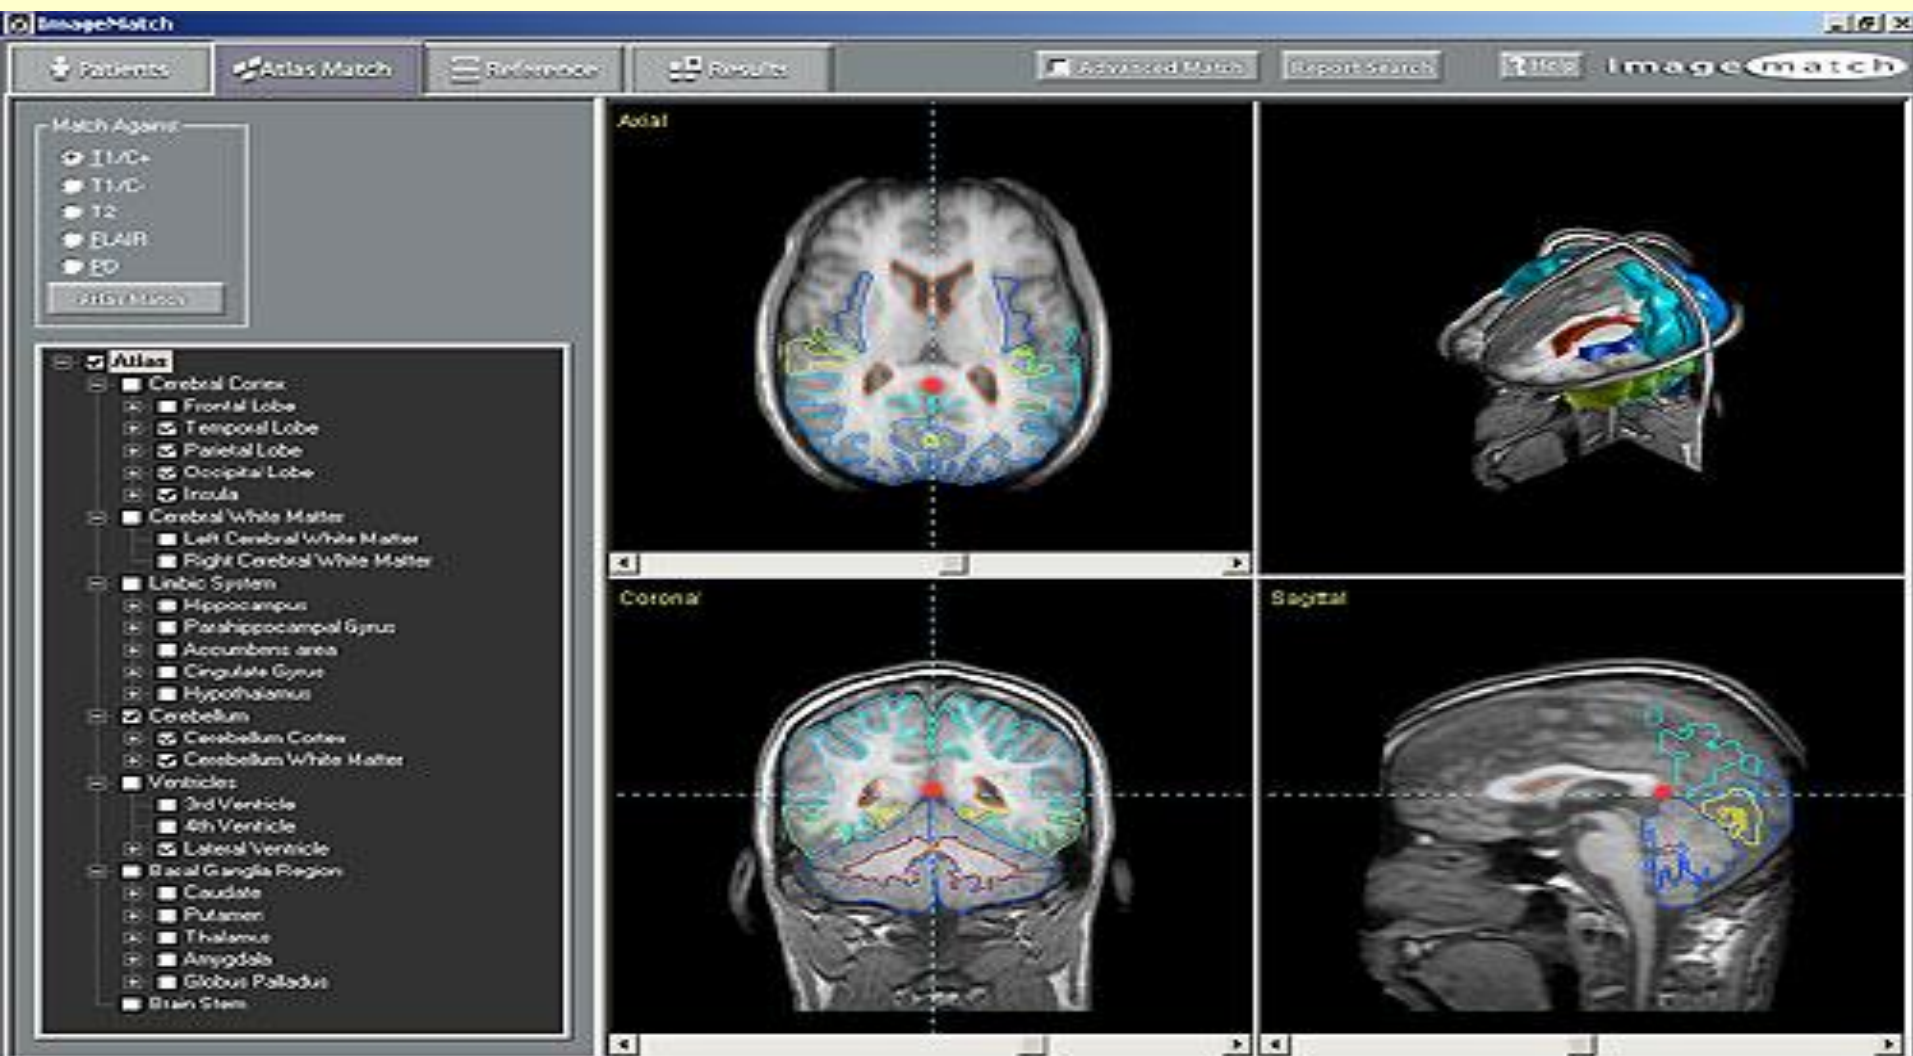 ImageMatch
Patients
Atlas Match
Reference
Results
Advanced Match
Report Search
Help
imagematch
Match Against
T1/C+
T1/C-
T2
FLAIR
PD
Atlas Match
Atlas
Cerebral Cortex
Frontal Lobe
Temporal Lobe
Parietal Lobe
Occipital Lobe
Insula
Cerebral White Matter
Left Cerebral White Matter
Right Cerebral White Matter
Limbic System
Hippocampus
Parahippocampal Gyrus
Accumbens area
Cingulate Gyrus
Hypothalamus
Cerebellum
Cerebellum Cortex
Cerebellum White Matter
Ventricles
3rd Ventricle
4th Ventricle
Lateral Ventricle
Basal Ganglia Region
Caudate
Putamen
Thalamus
Amygdala
Globus Palladus
Brain Stem
Axial
Coronal
Sagittal